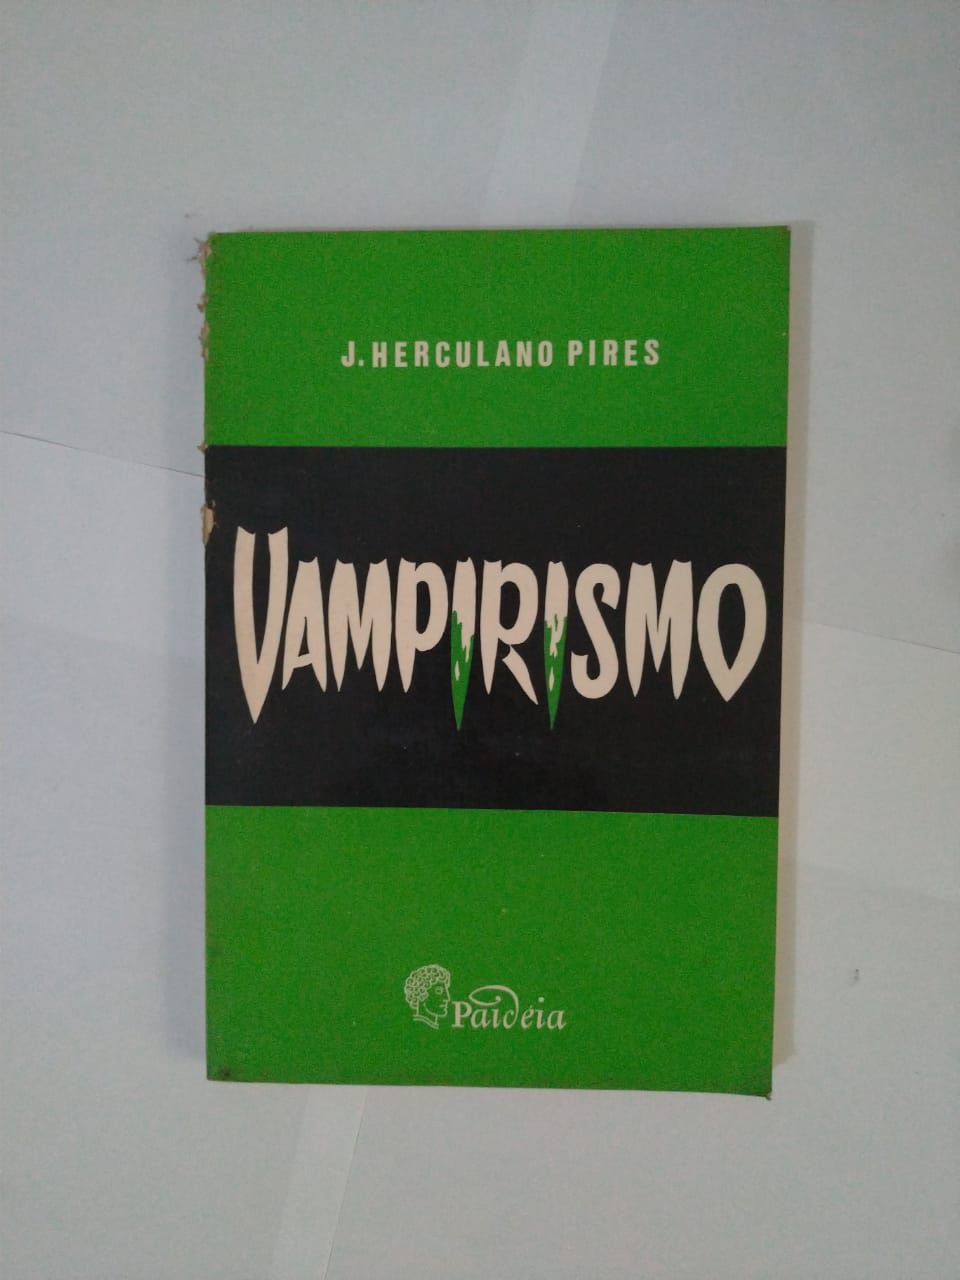 J. HERCULANO PIRES
VAMPIRISMO
Paidéia